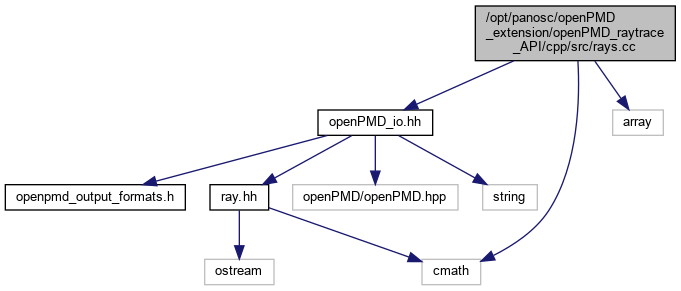 /opt/panosc/openPMD
_extension/openPMD_raytrace
_API/cpp/src/rays.cc
openPMD_io.hh
array
openpmd_output_formats.h
ray.hh
openPMD/openPMD.hpp
string
ostream
cmath